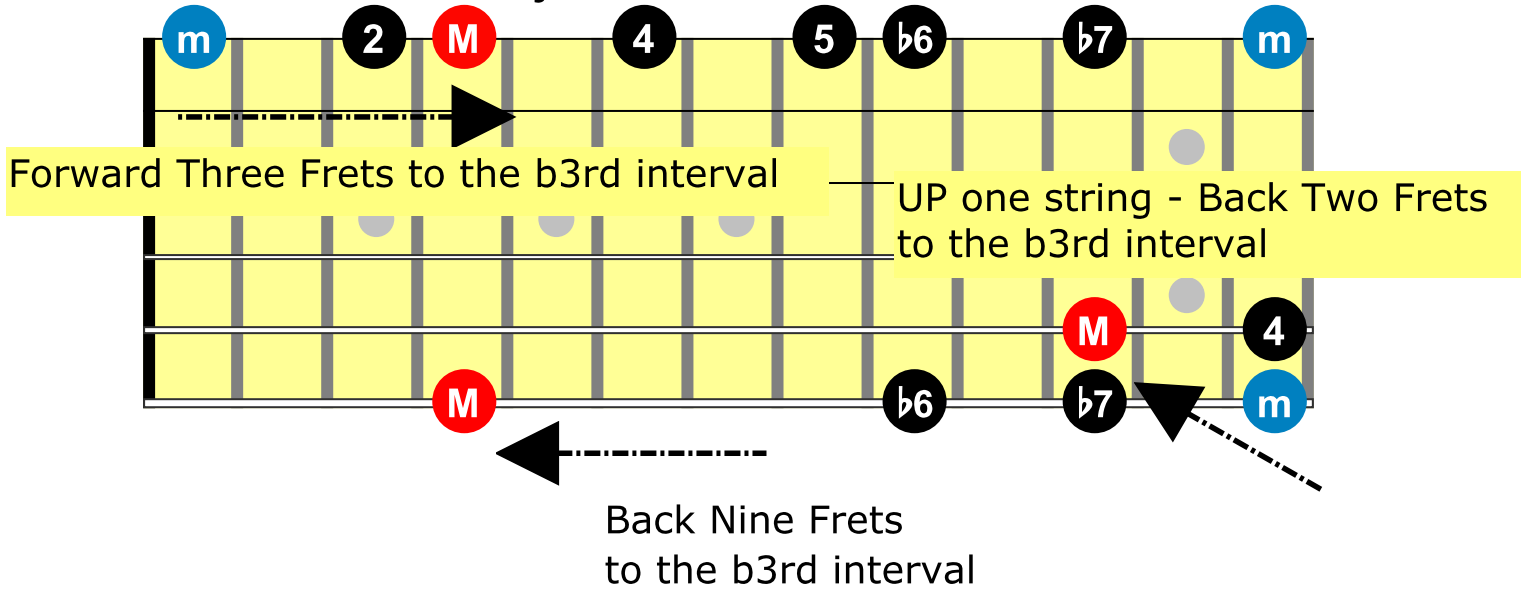 m 2 M 4 5 ♭6 ♭7 m
Forward Three Frets to the b3rd interval
UP one string - Back Two Frets
to the b3rd interval
M 4
M ♭6 ♭7 m
Back Nine Frets
to the b3rd interval